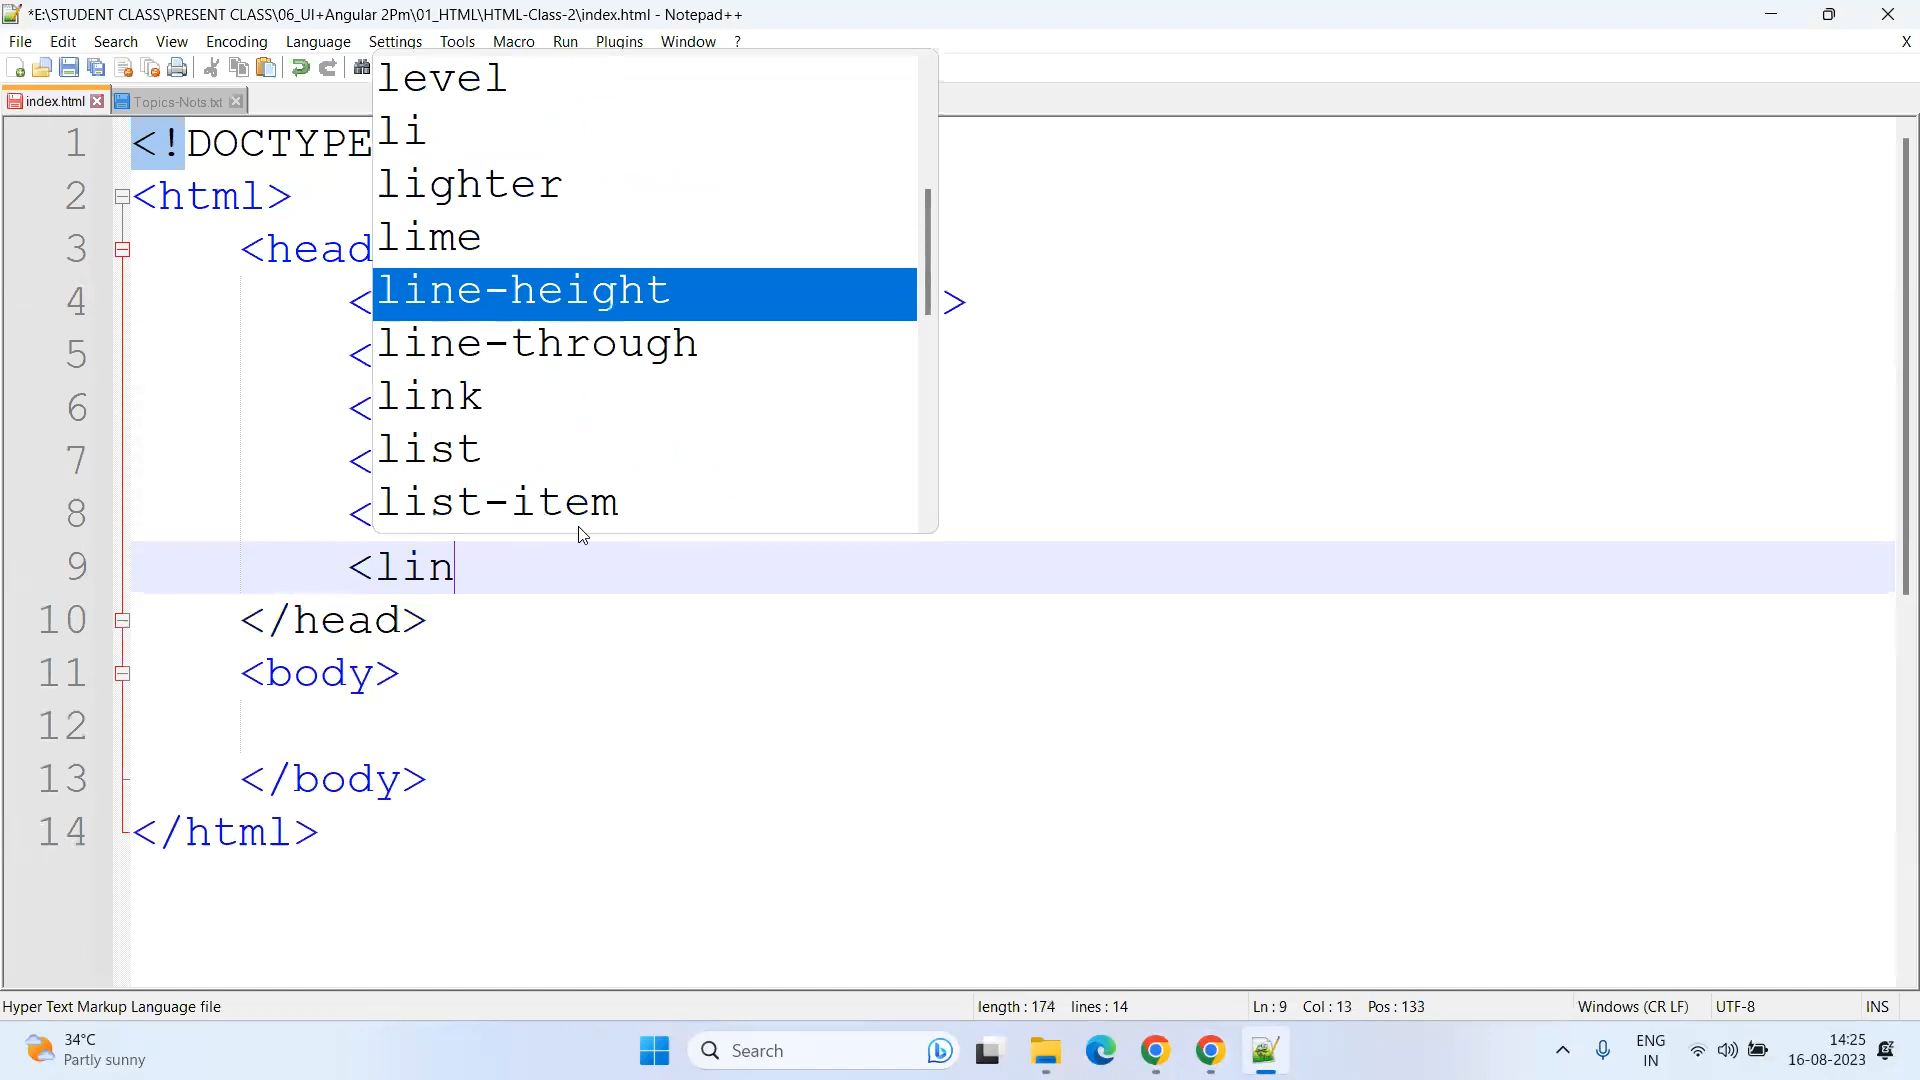 *E:\STUDENT CLASS\PRESENT CLASS\06_UI+Angular 2Pm\01_HTML\HTML-Class-2\index.html - Notepad++
File Edit Search View Encoding Language Settings Tools Macro Run Plugins Window ? X
index.html Topics-Nots.txt
level
li
lighter
lime
line-height
line-through
link
list
list-item
1 <!DOCTYPE
2 <html>
3 <head
4 < >
5 <
6 <
7 <
8 <
9 <lin
10 </head>
11 <body>
12
13 </body>
14 </html>
Hyper Text Markup Language file length : 174 lines : 14 Ln : 9 Col : 13 Pos : 133 Windows (CR LF) UTF-8 INS
34°C
Partly sunny
Search
ENG
IN
14:25
16-08-2023